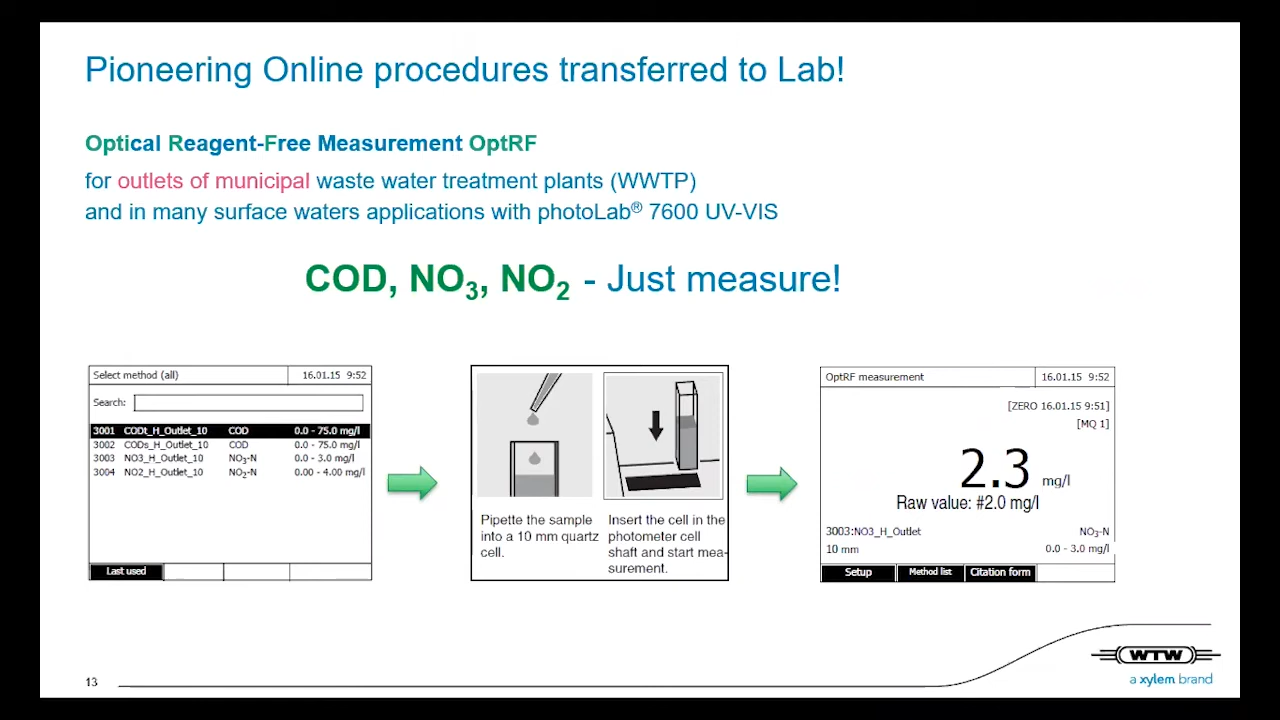 Pioneering Online procedures transferred to Lab!
Optical Reagent-Free Measurement OptRF
for outlets of municipal waste water treatment plants (WWTP)
and in many surface waters applications with photoLab® 7600 UV-VIS
COD, NO₃, NO₂ - Just measure!
Select method (all) 16.01.15 9:52
Search:
3001 CODt_H_Outlet_10 COD 0.0 - 75.0 mg/l
3002 CODs_H_Outlet_10 COD 0.0 - 75.0 mg/l
3003 NO3_H_Outlet_10 NO₃-N 0.0 - 3.0 mg/l
3004 NO2_H_Outlet_10 NO₂-N 0.00 - 4.00 mg/l
Last used
Pipette the sample
into a 10 mm quartz
cell.
Insert the cell in the
photometer cell
shaft and start mea-
surement.
OptRF measurement 16.01.15 9:52
[ZERO 16.01.15 9:51]
[MQ 1]
2.3 mg/l
Raw value: #2.0 mg/l
3003:NO3_H_Outlet NO₃-N
10 mm 0.0 - 3.0 mg/l
Setup Method list Citation form
WTW
a xylem brand
13